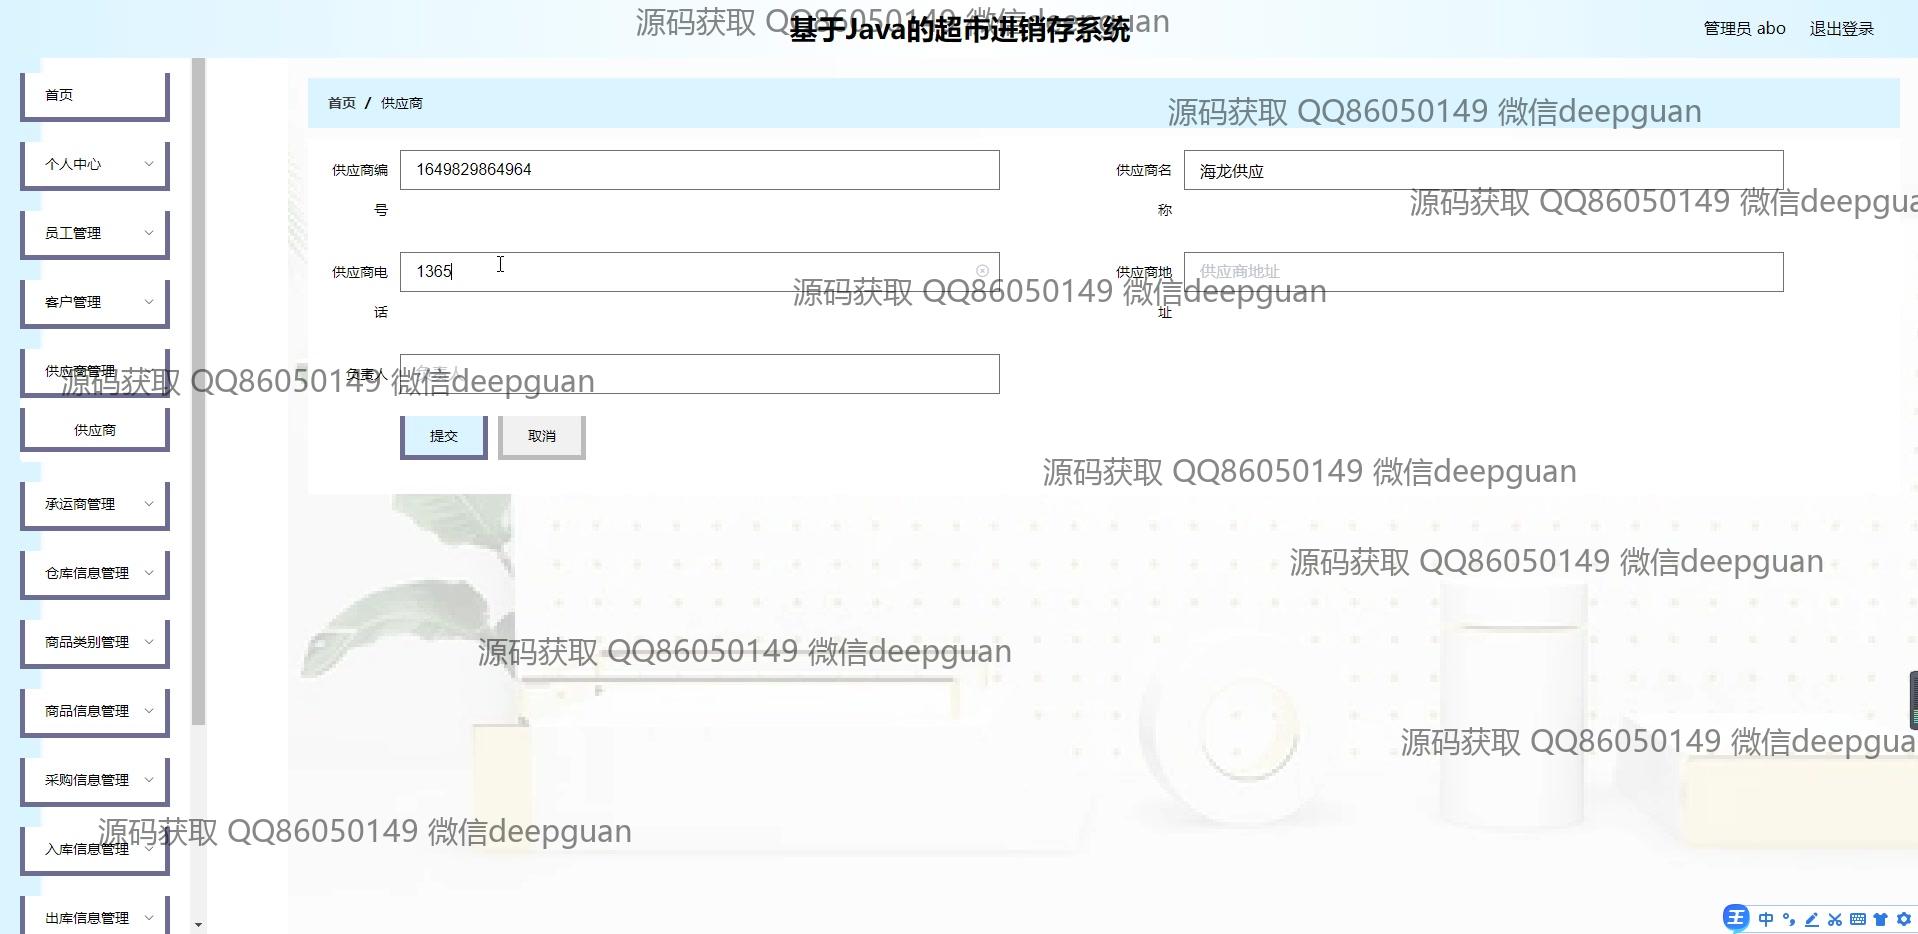 源码获取 QQ86050149 微信deepguan
基于Java的超市进销存系统
管理员 abo
退出登录
首页
个人中心
员工管理
客户管理
供应商管理
供应商
承运商管理
仓库信息管理
商品类别管理
商品信息管理
采购信息管理
入库信息管理
出库信息管理
首页 / 供应商
源码获取 QQ86050149 微信deepguan
供应商编号
1649829864964
供应商名称
海龙供应
源码获取 QQ86050149 微信deepgua
供应商电话
1365
供应商地址
供应商地址
源码获取 QQ86050149 微信deepguan
负责人
负责人
源码获取 QQ86050149 微信deepguan
提交
取消
源码获取 QQ86050149 微信deepguan
源码获取 QQ86050149 微信deepguan
源码获取 QQ86050149 微信deepguan
源码获取 QQ86050149 微信deepgua
源码获取 QQ86050149 微信deepguan
王 中